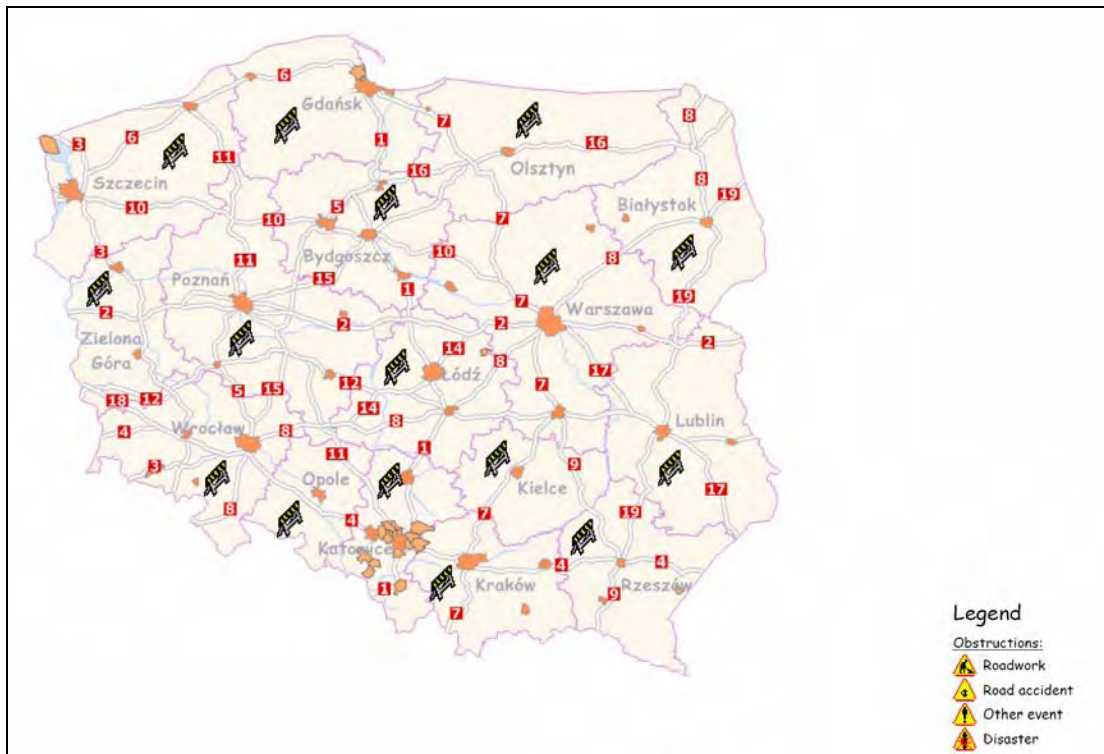 6
Gdańsk
7
1
3
6
11
16
16
8
Szczecin
Olsztyn
8
19
10
5
10
Białystok
7
3
Bydgoszcz
10
8
11
Poznań
15
1
19
2
7
Warszawa
2
2
2
Zielona
Góra
14
8
Łódź
12
7
17
18
12
5
15
14
Lublin
4
Wrocław
8
8
1
3
11
9
Opole
Kielce
17
8
4
7
19
Katowice
4
4
1
Kraków
Rzeszów
7
9
Legend
Obstructions:
Roadwork
Road accident
Other event
Disaster